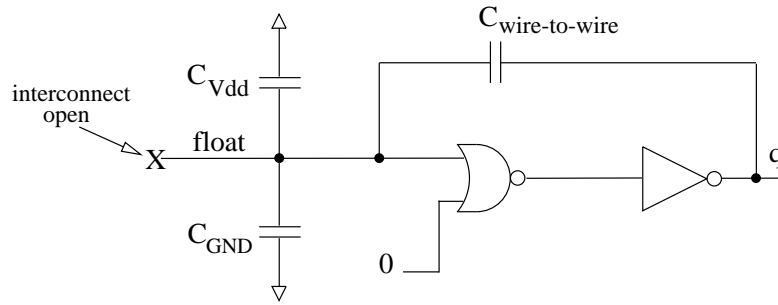 C wire-to-wire
C Vdd
interconnect
open
X
float
q
C GND
0